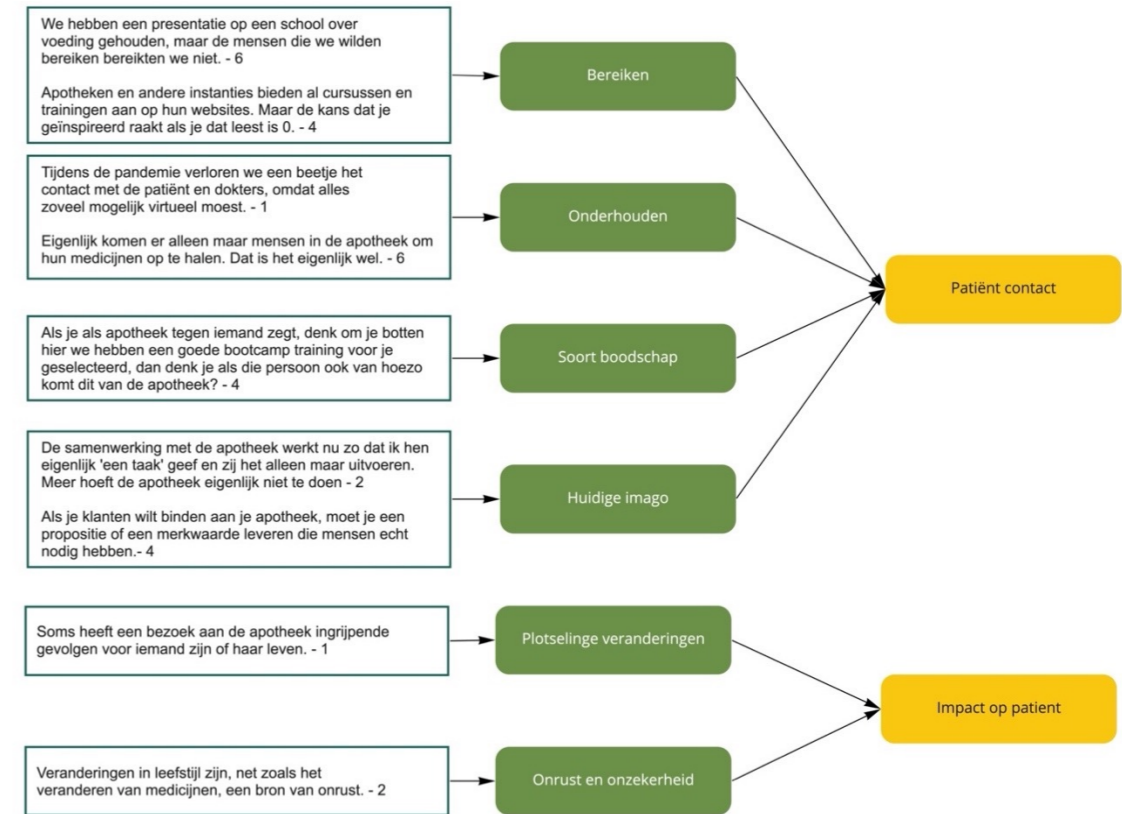 We hebben een presentatie op een school over
voeding gehouden, maar de mensen die we wilden
bereiken bereikten we niet. - 6
Apotheken en andere instanties bieden al cursussen en
trainingen aan op hun websites. Maar de kans dat je
geïnspireerd raakt als je dat leest is 0. - 4
Bereiken
Tijdens de pandemie verloren we een beetje het
contact met de patiënt en dokters, omdat alles
zoveel mogelijk virtueel moest. - 1
Eigenlijk komen er alleen maar mensen in de apotheek om
hun medicijnen op te halen. Dat is het eigenlijk wel. - 6
Onderhouden
Patiënt contact
Als je als apotheek tegen iemand zegt, denk om je botten
hier we hebben een goede bootcamp training voor je
geselecteerd, dan denk je als die persoon ook van hoezo
komt dit van de apotheek? - 4
Soort boodschap
De samenwerking met de apotheek werkt nu zo dat ik hen
eigenlijk 'een taak' geef en zij het alleen maar uitvoeren.
Meer hoeft de apotheek eigenlijk niet te doen - 2
Als je klanten wilt binden aan je apotheek, moet je een
propositie of een merkwaarde leveren die mensen echt
nodig hebben.- 4
Huidige imago
Soms heeft een bezoek aan de apotheek ingrijpende
gevolgen voor iemand zijn of haar leven. - 1
Plotselinge veranderingen
Impact op patient
Veranderingen in leefstijl zijn, net zoals het
veranderen van medicijnen, een bron van onrust. - 2
Onrust en onzekerheid